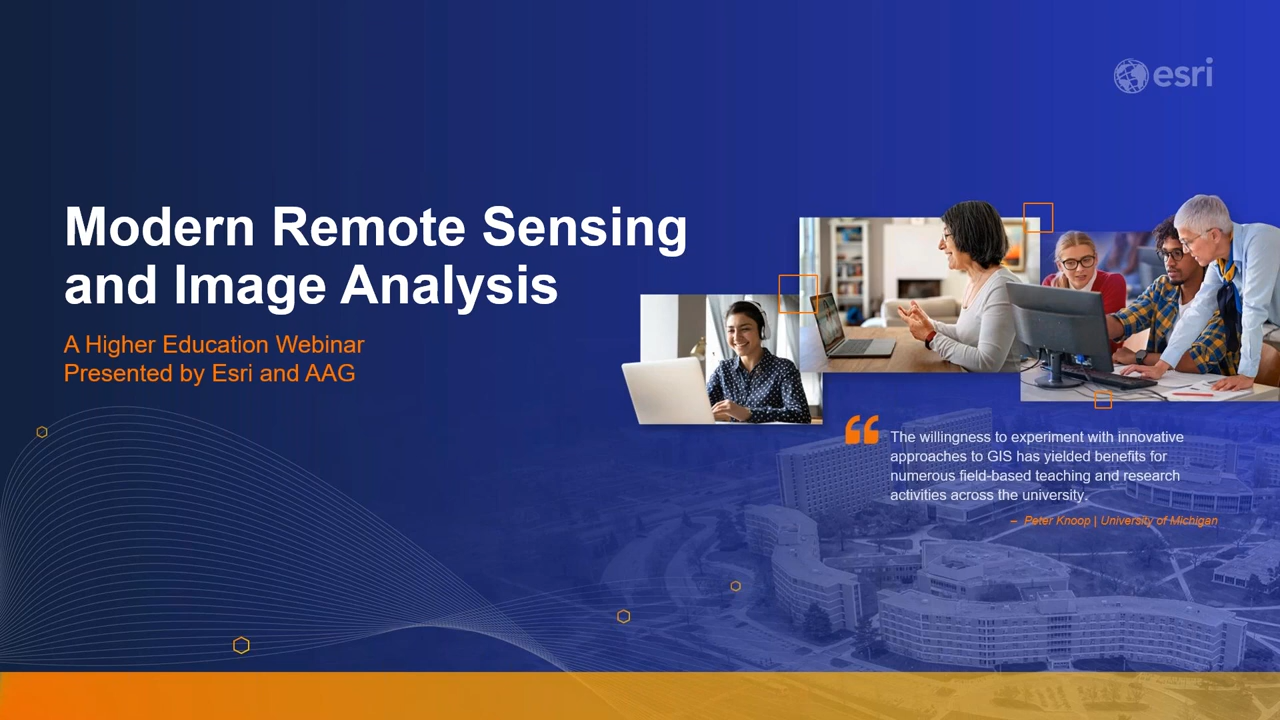 esri
Modern Remote Sensing
and Image Analysis
A Higher Education Webinar
Presented by Esri and AAG
“
The willingness to experiment with innovative
approaches to GIS has yielded benefits for
numerous field-based teaching and research
activities across the university.
– Peter Knoop | University of Michigan